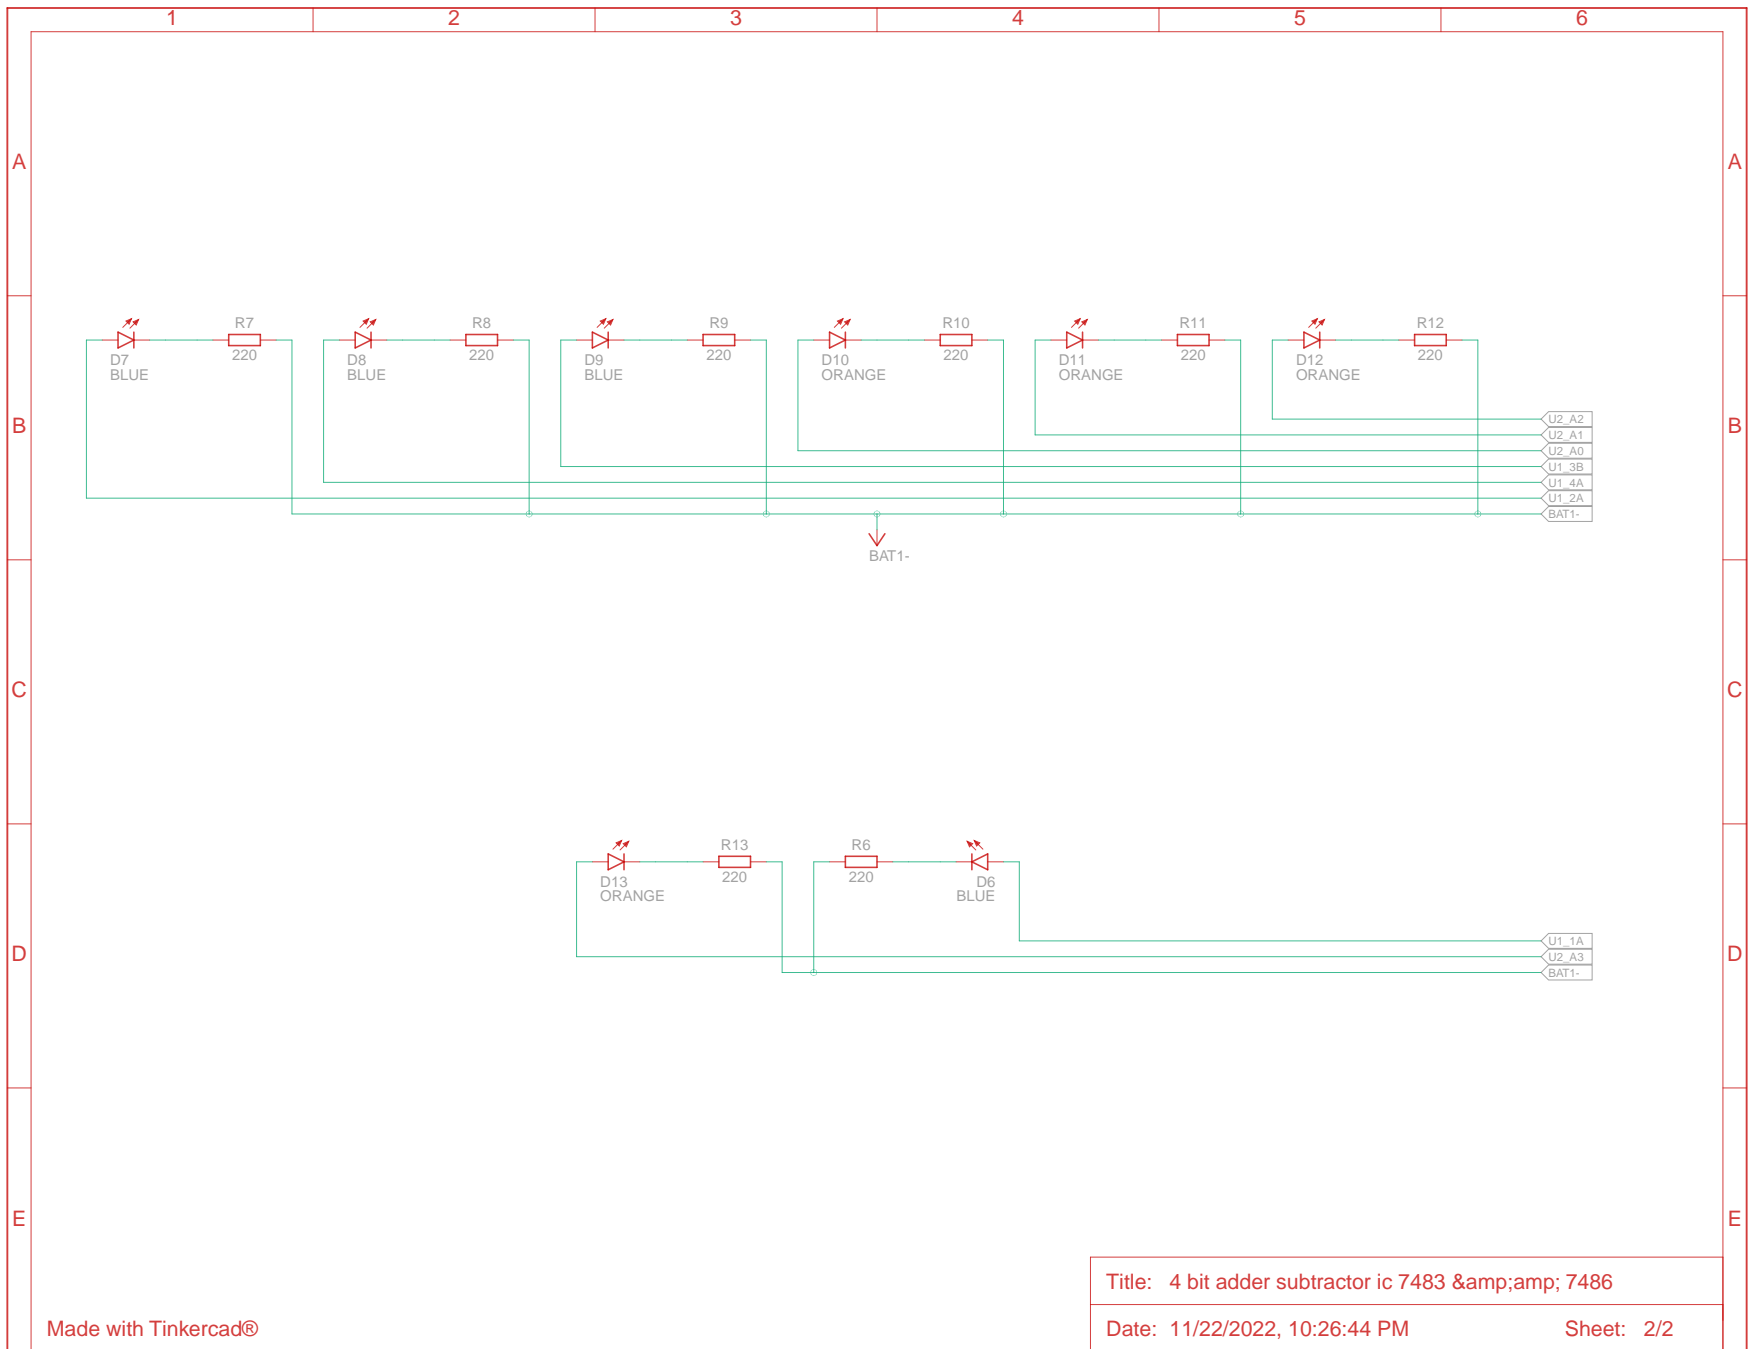 1 2 3 4 5 6
A A
R7 R8 R9 R10 R11 R12
220 220 220 220 220 220
D7 D8 D9 D10 D11 D12
BLUE BLUE BLUE ORANGE ORANGE ORANGE
U2_A2
B B
U2_A1
U2_A0
U1_3B
U1_4A
U1_2A
BAT1-
BAT1-
C C
R13 R6
220 220
D13 D6
ORANGE BLUE
U1_1A
D D
U2_A3
BAT1-
E E
Title: 4 bit adder subtractor ic 7483 &amp;amp; 7486
Made with Tinkercad®
Date: 11/22/2022, 10:26:44 PM Sheet: 2/2